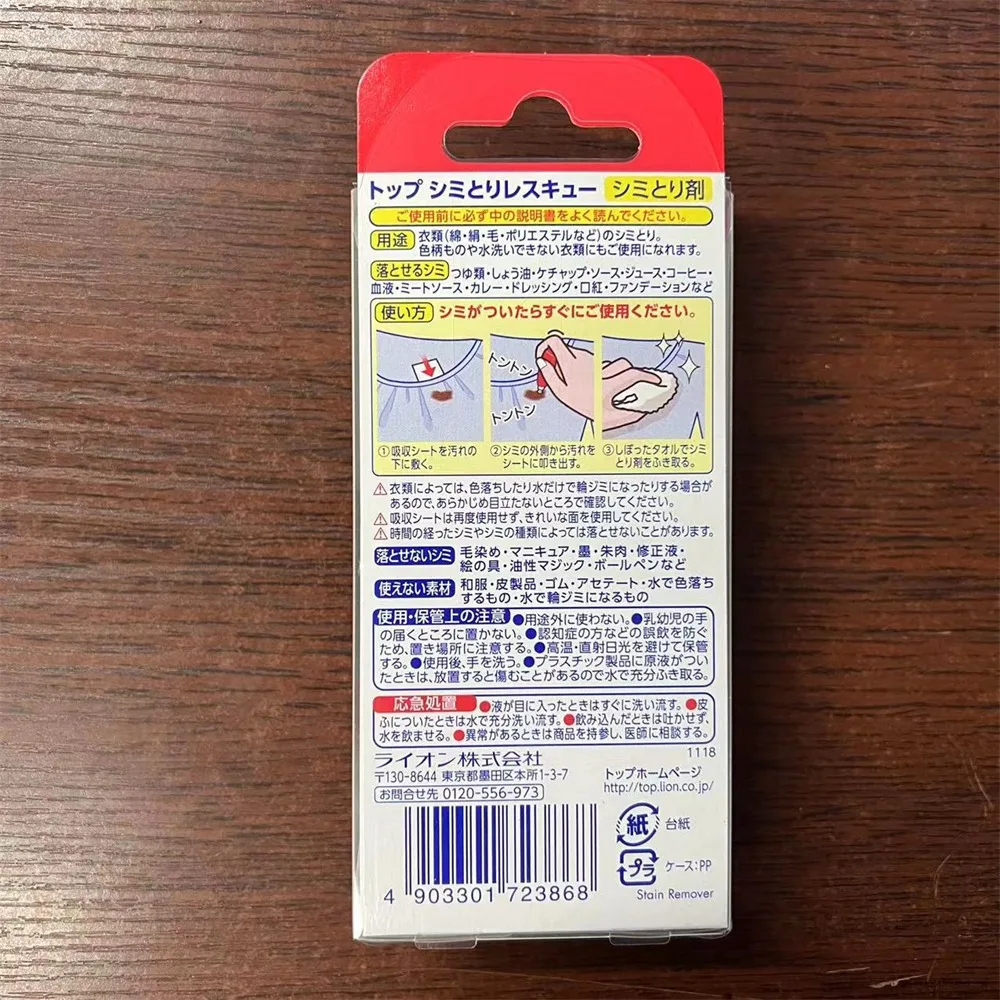 トップ シミとりレスキュー シミとり剤
ご使用前に必ず中の説明書をよく読んでください。
用途 衣類(綿・絹・毛・ポリエステルなど)のシミとり。
色柄ものや水洗いできない衣類にもご使用になれます。
落とせるシミ つゆ類・しょう油・ケチャップ・ソース・ジュース・コーヒー・
血液・ミートソース・カレー・ドレッシング・口紅・ファンデーションなど
使い方 シミがついたらすぐにご使用ください。
トントン
トントン
①吸収シートを汚れの
下に敷く。
②シミの外側から汚れを
シートに叩き出す。
③しぼったタオルでシミ
とり剤をふき取る。
⚠衣類によっては、色落ちしたり水だけで輪ジミになったりする場合が
あるので、あらかじめ目立たないところで確認してください。
⚠吸収シートは再度使用せず、きれいな面を使用してください。
⚠時間の経ったシミやシミの種類によっては落とせないことがあります。
落とせないシミ 毛染め・マニキュア・墨・朱肉・修正液・
絵の具・油性マジック・ボールペンなど
使えない素材 和服・皮製品・ゴム・アセテート・水で色落ち
するもの・水で輪ジミになるもの
使用・保管上の注意 ●用途外に使わない。●乳幼児の手
の届くところに置かない。●認知症の方などの誤飲を防ぐ
ため、置き場所に注意する。●高温・直射日光を避けて保管
する。●使用後、手を洗う。●プラスチック製品に原液がつい
たときは、放置すると傷むことがあるので水で充分ふき取る。
応急処置 ●液が目に入ったときはすぐに洗い流す。●皮
ふについたときは水で充分洗い流す。●飲み込んだときは吐かせず、
水を飲ませる。●異常があるときは商品を持参し、医師に相談する。
ライオン株式会社 1118
〒130-8644 東京都墨田区本所1-3-7
お問合せ先 0120-556-973
トップホームページ
http://top.lion.co.jp/
紙 台紙
プラ ケース:PP
Stain Remover
4 903301 723868